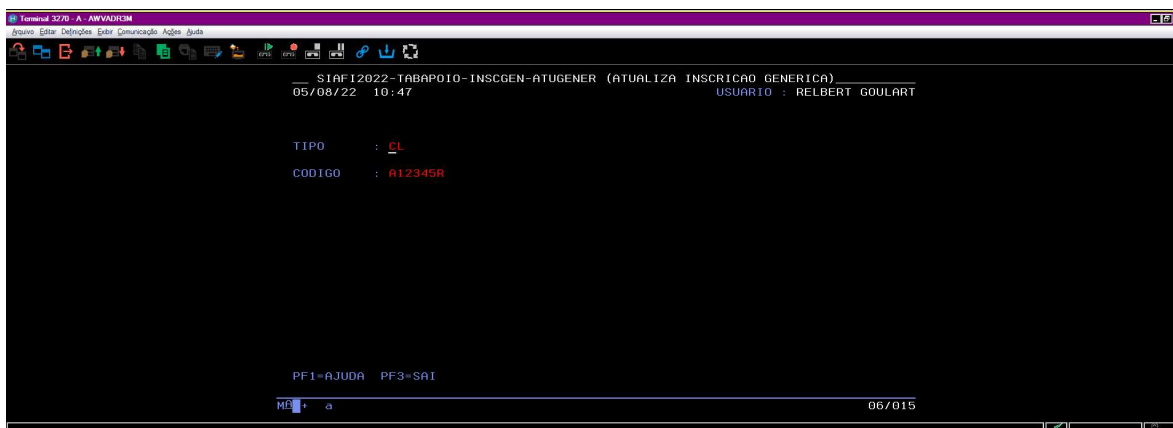 Terminal 3270 - A - AWVADR3M
Arquivo Editar Definições Exibir Comunicação Ações Ajuda
__ SIAFI2022-TABAPOIO-INSCGEN-ATUGENER (ATUALIZA INSCRICAO GENERICA)__________
05/08/22 10:47 USUARIO : RELBERT GOULART
TIPO : CL
CODIGO : A12345R
PF1=AJUDA PF3=SAI
MA + a 06/015